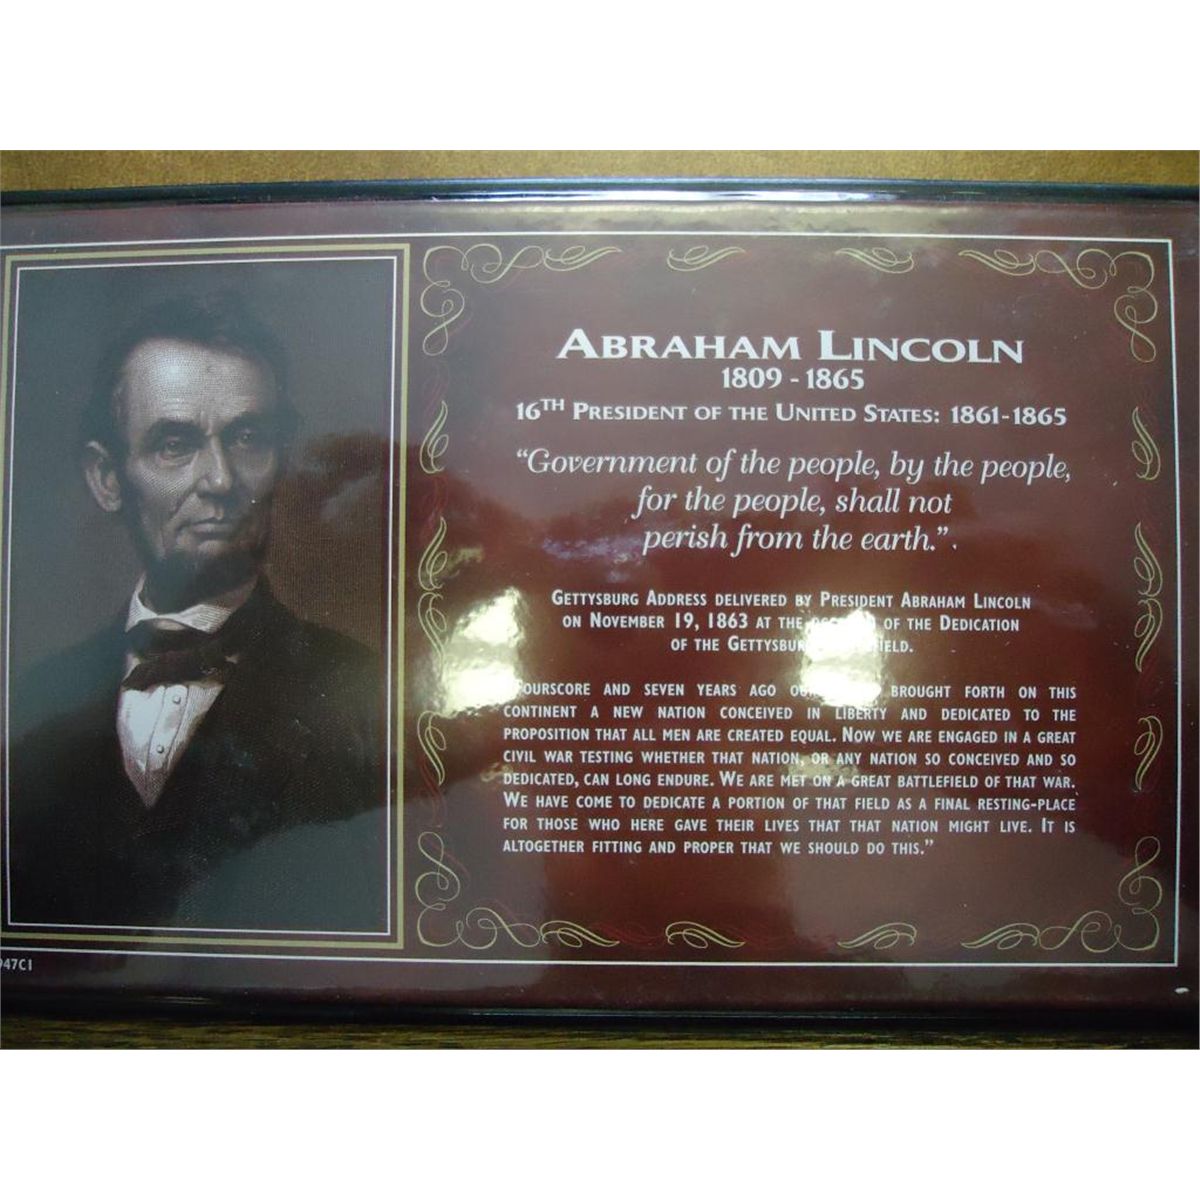 ABRAHAM LINCOLN
1809 - 1865
16TH PRESIDENT OF THE UNITED STATES: 1861-1865
“Government of the people, by the people,
for the people, shall not
perish from the earth.”
GETTYSBURG ADDRESS DELIVERED BY PRESIDENT ABRAHAM LINCOLN
ON NOVEMBER 19, 1863 AT THE OF THE DEDICATION
OF THE
AND SEVEN YEARS AGO BROUGHT FORTH ON THIS
CONTINENT A NEW NATION CONCEIVED IN LIBERTY AND DEDICATED TO THE
PROPOSITION THAT ALL MEN ARE CREATED EQUAL. NOW WE ARE ENGAGED IN A GREAT
CIVIL WAR TESTING WHETHER THAT NATION, OR ANY NATION SO CONCEIVED AND SO
DEDICATED, CAN LONG ENDURE. WE ARE MET ON A GREAT BATTLEFIELD OF THAT WAR.
WE HAVE COME TO DEDICATE A PORTION OF THAT FIELD AS A FINAL RESTING-PLACE
FOR THOSE WHO HERE GAVE THEIR LIVES THAT THAT NATION MIGHT LIVE. IT IS
ALTOGETHER FITTING AND PROPER THAT WE SHOULD DO THIS.”
947C1